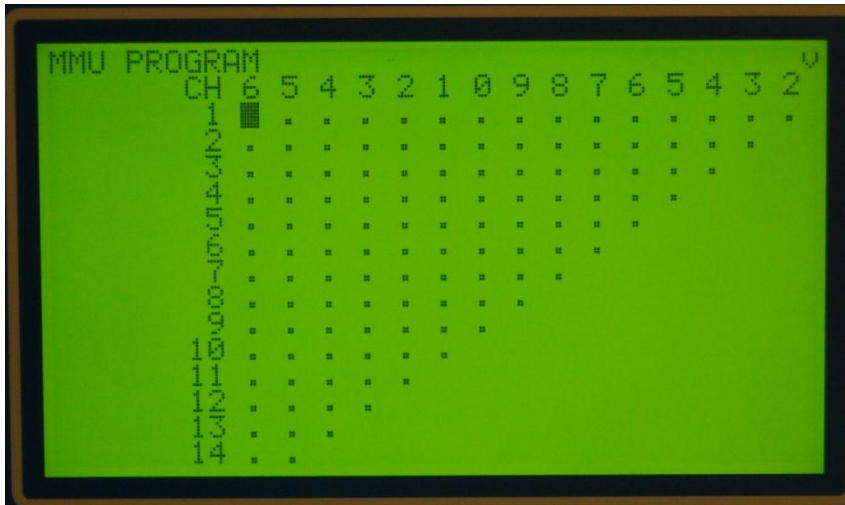 MMU PROGRAM v
CH 6 5 4 3 2 1 0 9 8 7 6 5 4 3 2
1 . . . . . . . . . . . . . .
2 . . . . . . . . . . . . . .
3 . . . . . . . . . . . . .
4 . . . . . . . . . . . .
5 . . . . . . . . . . .
6 . . . . . . . . . .
7 . . . . . . . . .
8 . . . . . . . .
9 . . . . . . .
10 . . . . . .
11 . . . . .
12 . . . .
13 . . .
14 . .